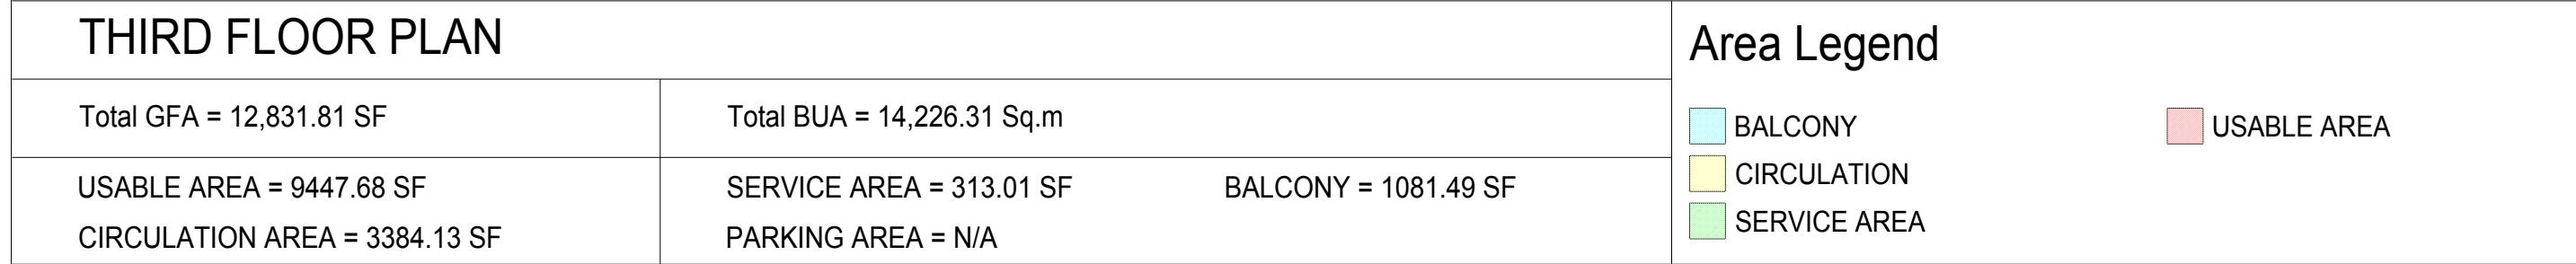 THIRD FLOOR PLAN
Total GFA = 12,831.81 SF
Total BUA = 14,226.31 Sq.m
USABLE AREA = 9447.68 SF
CIRCULATION AREA = 3384.13 SF
SERVICE AREA = 313.01 SF
BALCONY = 1081.49 SF
PARKING AREA = N/A
Area Legend
BALCONY
CIRCULATION
SERVICE AREA
USABLE AREA